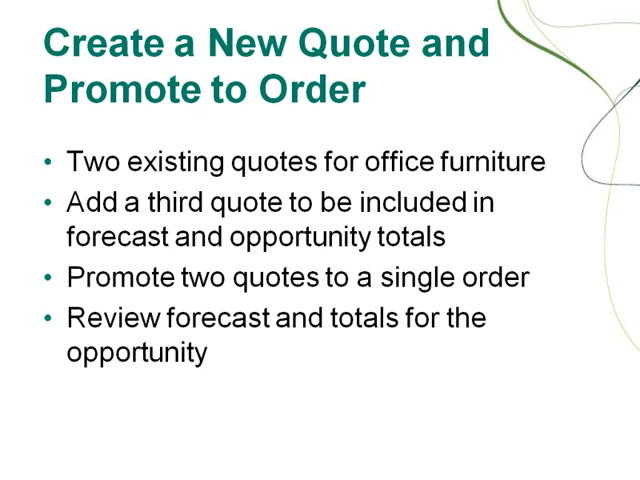 Create a New Quote and
Promote to Order
• Two existing quotes for office furniture
• Add a third quote to be included in
forecast and opportunity totals
• Promote two quotes to a single order
• Review forecast and totals for the
opportunity